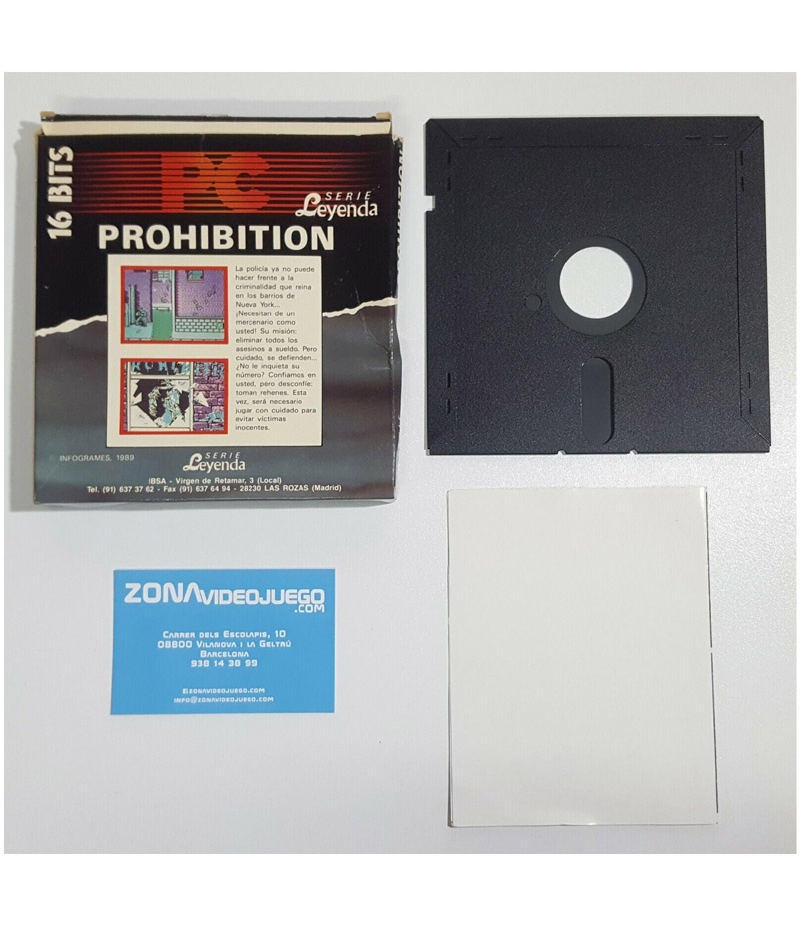 16 BITS
PC
SERIE
Leyenda
PROHIBITION
La policía ya no puede
hacer frente a la
criminalidad que reina
en los barrios de
Nueva York...
¡Necesitan de un
mercenario como
usted! Su misión:
eliminar todos los
asesinos a sueldo. Pero
cuidado, se defienden...
¿No le inquieta su
número? Confiamos en
usted, pero desconfíe:
toman rehenes. Esta
vez, será necesario
jugar con cuidado para
evitar víctimas
inocentes.
© INFOGRAMES, 1989
SERIE
Leyenda
IBSA - Virgen de Retamar, 3 (Local)
Tel. (91) 637 37 62 - Fax (91) 637 64 94 - 28230 LAS ROZAS (Madrid)
ZONAVIDEOJUEGO
.COM
CARRER DELS ESCOLAPIS, 10
08800 VILANOVA I LA GELTRÚ
BARCELONA
938 14 38 99
ZONAVIDEOJUEGO.COM
INFO@ZONAVIDEOJUEGO.COM